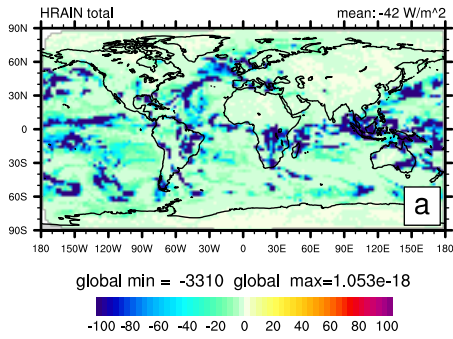 HRAIN total mean: -42 W/m^2
90N
60N
30N
0
30S
60S
90S
a
180 150W 120W 90W 60W 30W 0 30E 60E 90E 120E 150E 180
global min = -3310 global max=1.053e-18
-100 -80 -60 -40 -20 0 20 40 60 80 100